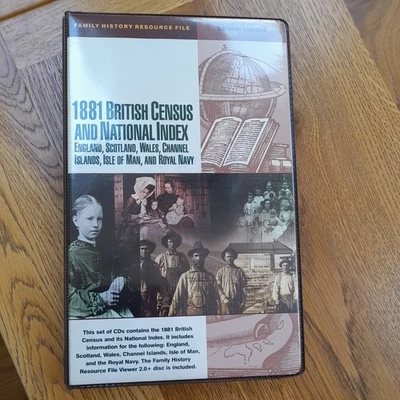 FAMILY HISTORY RESOURCE FILE
1881 BRITISH CENSUS
AND NATIONAL INDEX
ENGLAND, SCOTLAND, WALES, CHANNEL
ISLANDS, ISLE OF MAN, AND ROYAL NAVY
This set of CDs contains the 1881 British
Census and its National Index. It includes
information for the following: England,
Scotland, Wales, Channel Islands, Isle of Man,
and the Royal Navy. The Family History
Resource File Viewer 2.0+ disc is included.